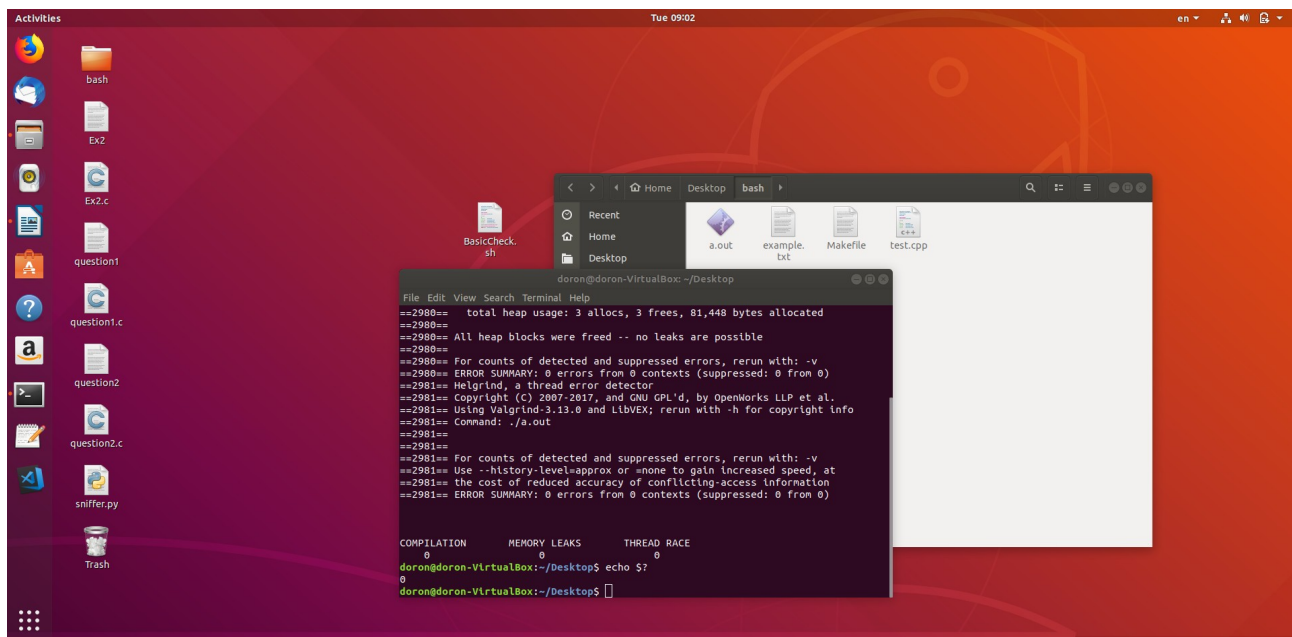 Activities
Tue 09:02
en
bash
Ex2
Ex2.c
question1
question1.c
question2
question2.c
sniffer.py
Trash
BasicCheck.
sh
Home Desktop bash
Recent
Home
Desktop
a.out
example.
txt
Makefile
test.cpp
doron@doron-VirtualBox: ~/Desktop
File Edit View Search Terminal Help
==2980==   total heap usage: 3 allocs, 3 frees, 81,448 bytes allocated
==2980==
==2980== All heap blocks were freed -- no leaks are possible
==2980==
==2980== For counts of detected and suppressed errors, rerun with: -v
==2980== ERROR SUMMARY: 0 errors from 0 contexts (suppressed: 0 from 0)
==2981== Helgrind, a thread error detector
==2981== Copyright (C) 2007-2017, and GNU GPL'd, by OpenWorks LLP et al.
==2981== Using Valgrind-3.13.0 and LibVEX; rerun with -h for copyright info
==2981== Command: ./a.out
==2981==
==2981==
==2981== For counts of detected and suppressed errors, rerun with: -v
==2981== Use --history-level=approx or =none to gain increased speed, at
==2981== the cost of reduced accuracy of conflicting-access information
==2981== ERROR SUMMARY: 0 errors from 0 contexts (suppressed: 0 from 0)
COMPILATION MEMORY LEAKS THREAD RACE
0 0 0
doron@doron-VirtualBox:~/Desktop$ echo $?
0
doron@doron-VirtualBox:~/Desktop$